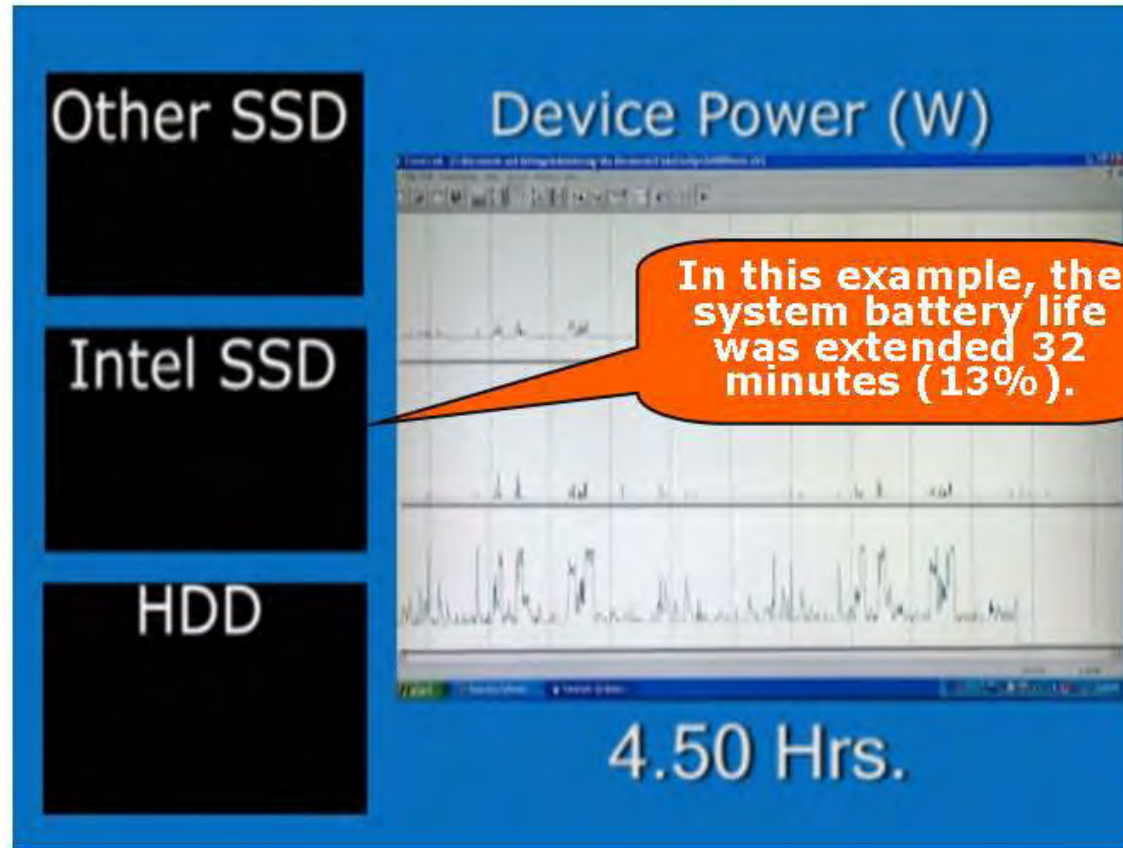 Other SSD
Device Power (W)
In this example, the
system battery life
was extended 32
minutes (13%).
Intel SSD
HDD
4.50 Hrs.